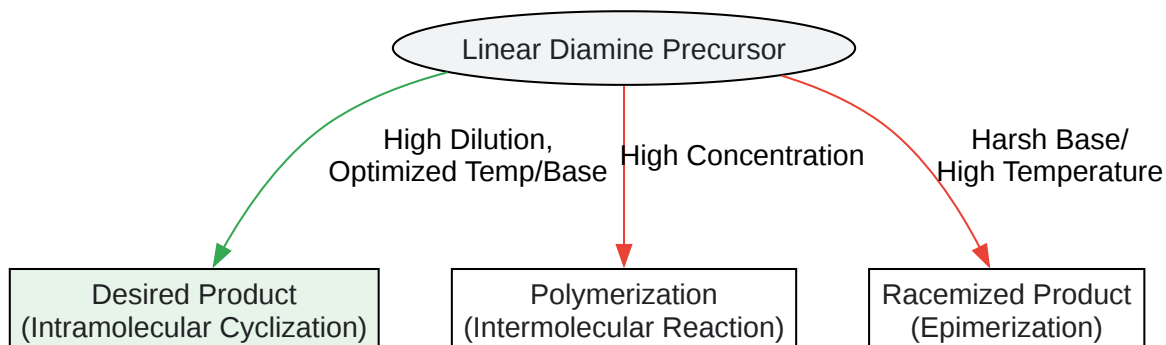 Linear Diamine Precursor
High Dilution,
Optimized Temp/Base
High Concentration
Harsh Base/
High Temperature
Desired Product
(Intramolecular Cyclization)
Polymerization
(Intermolecular Reaction)
Racemized Product
(Epimerization)